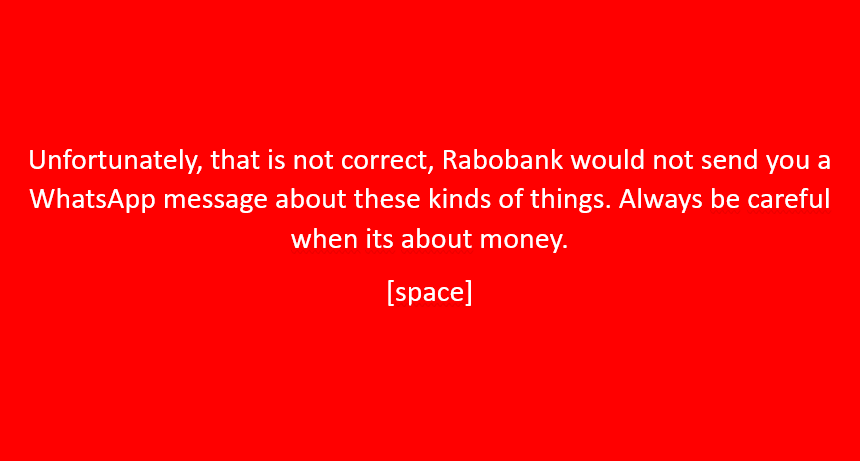 Unfortunately, that is not correct, Rabobank would not send you a
WhatsApp message about these kinds of things. Always be careful
when its about money.
[space]